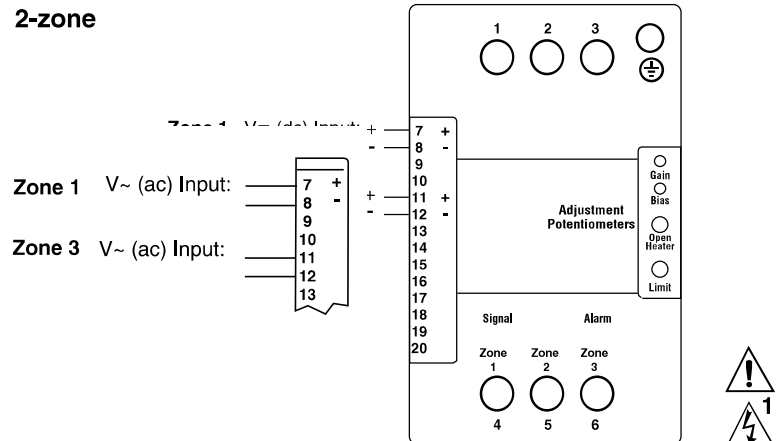 2-zone
1 2 3
+ 7 +
- 8 -
9
10
+ 11 +
- 12 -
13
14
15
16
17
18
19
20
Zone 1 V~ (ac) Input: 7 +
8 -
9
10
Zone 3 V~ (ac) Input: 11
12
13
Gain
Bias
Open
Heater
Limit
Adjustment
Potentiometers
Signal Alarm
Zone Zone Zone
1 2 3
4 5 6
1